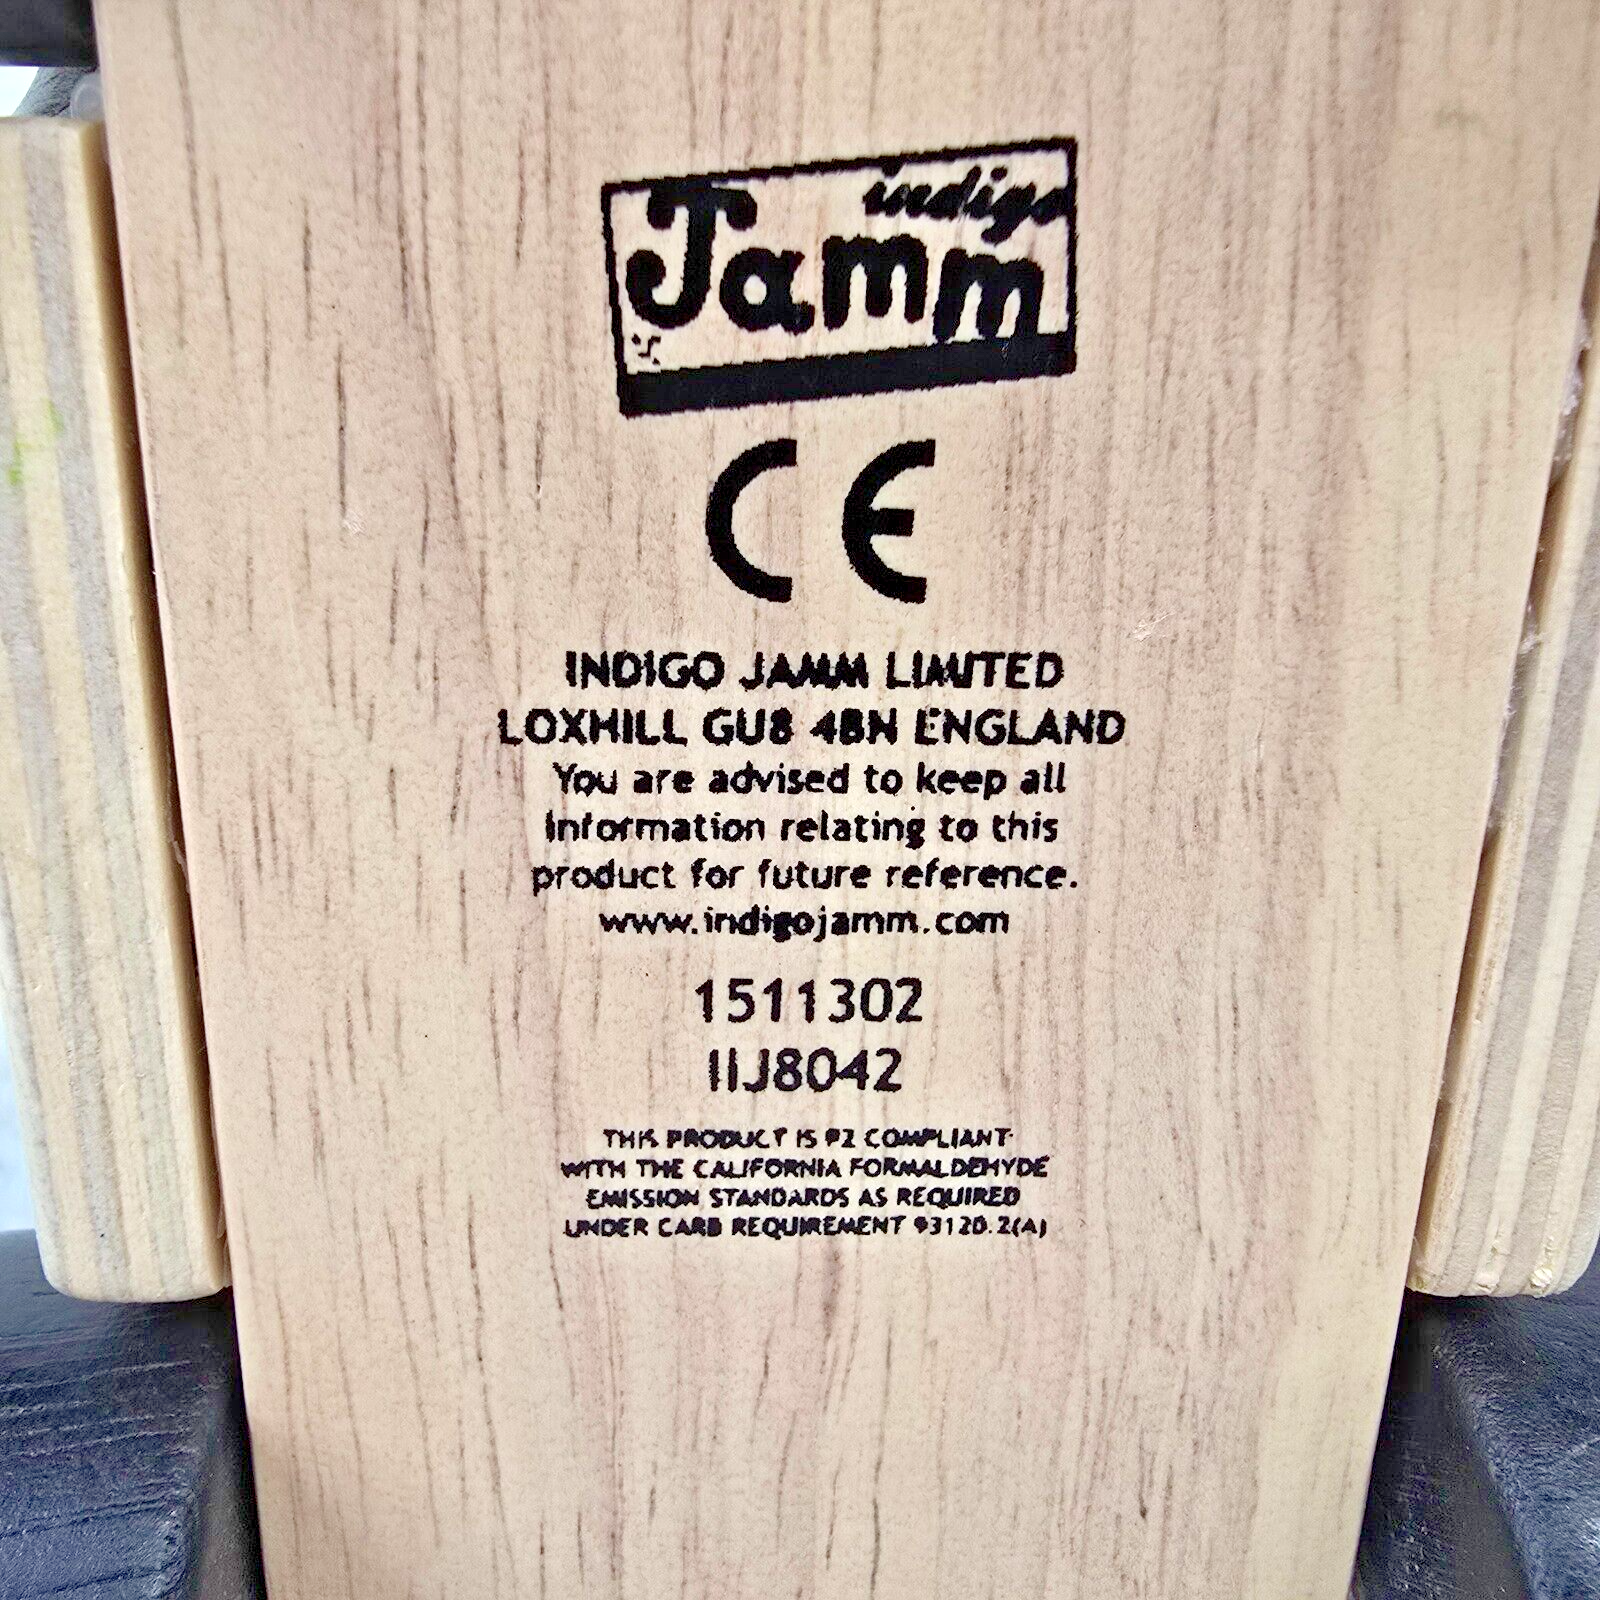 indigo
Jamm
CE
INDIGO JAMM LIMITED
LOXHILL GU8 4BN ENGLAND
You are advised to keep all
Information relating to this
product for future reference.
www.indigojamm.com
1511302
IIJ8042
THIS PRODUCT IS P2 COMPLIANT
WITH THE CALIFORNIA FORMALDEHYDE
EMISSION STANDARDS AS REQUIRED
UNDER CARB REQUIREMENT 93120.2(A)